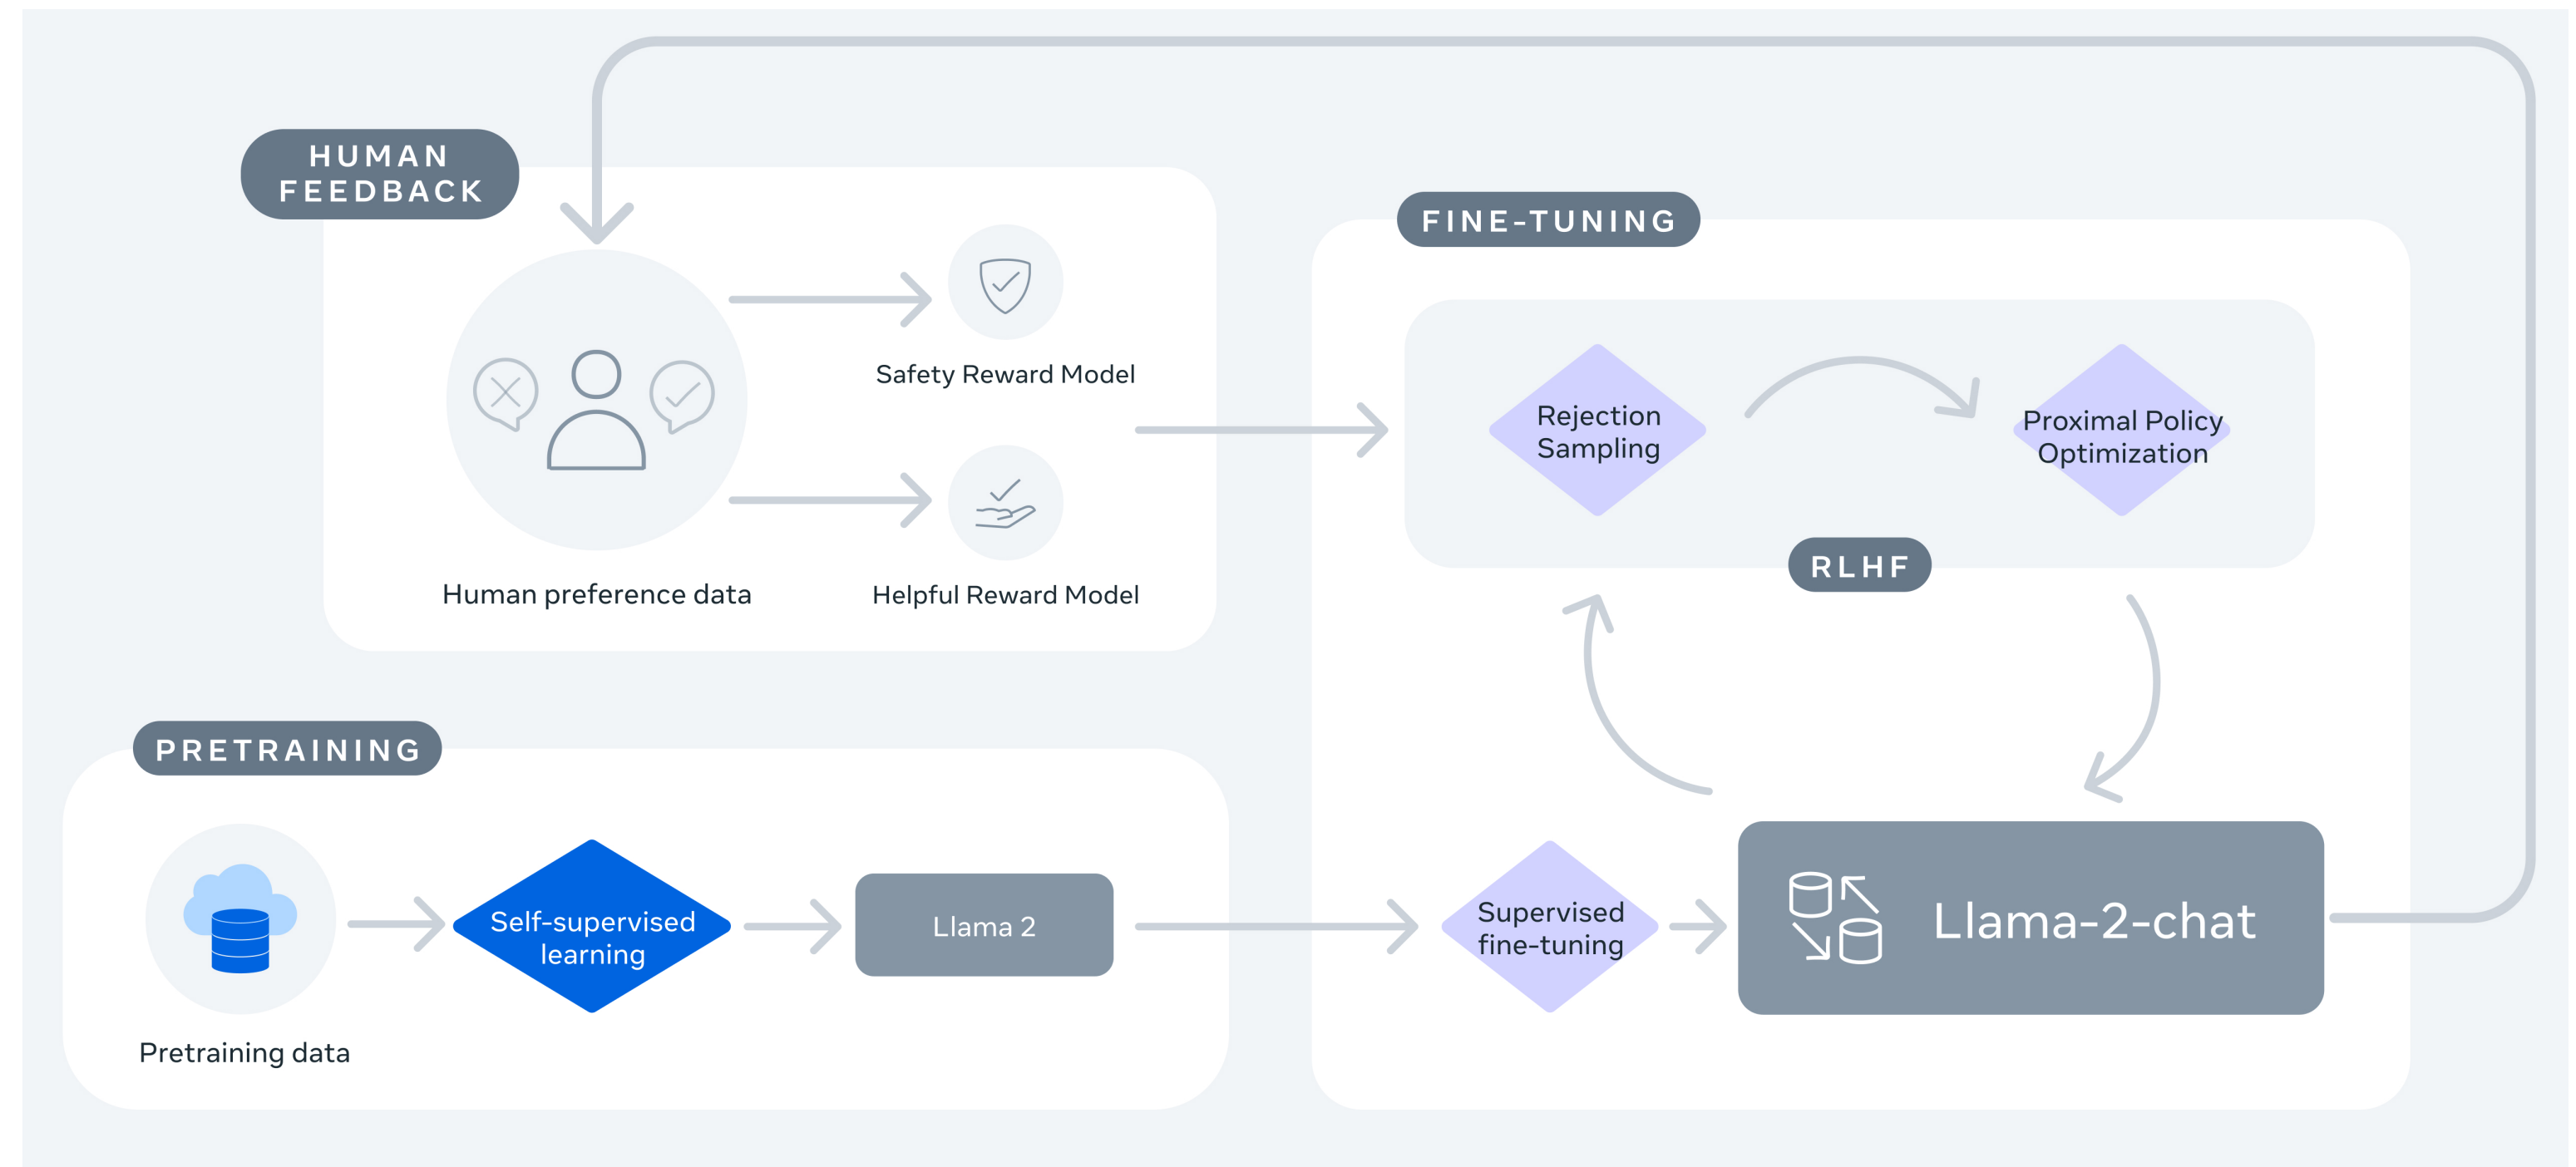 HUMAN
FEEDBACK
Human preference data
Safety Reward Model
Helpful Reward Model
FINE-TUNING
Rejection
Sampling
Proximal Policy
Optimization
RLHF
PRETRAINING
Pretraining data
Self-supervised
learning
Llama 2
Supervised
fine-tuning
Llama-2-chat